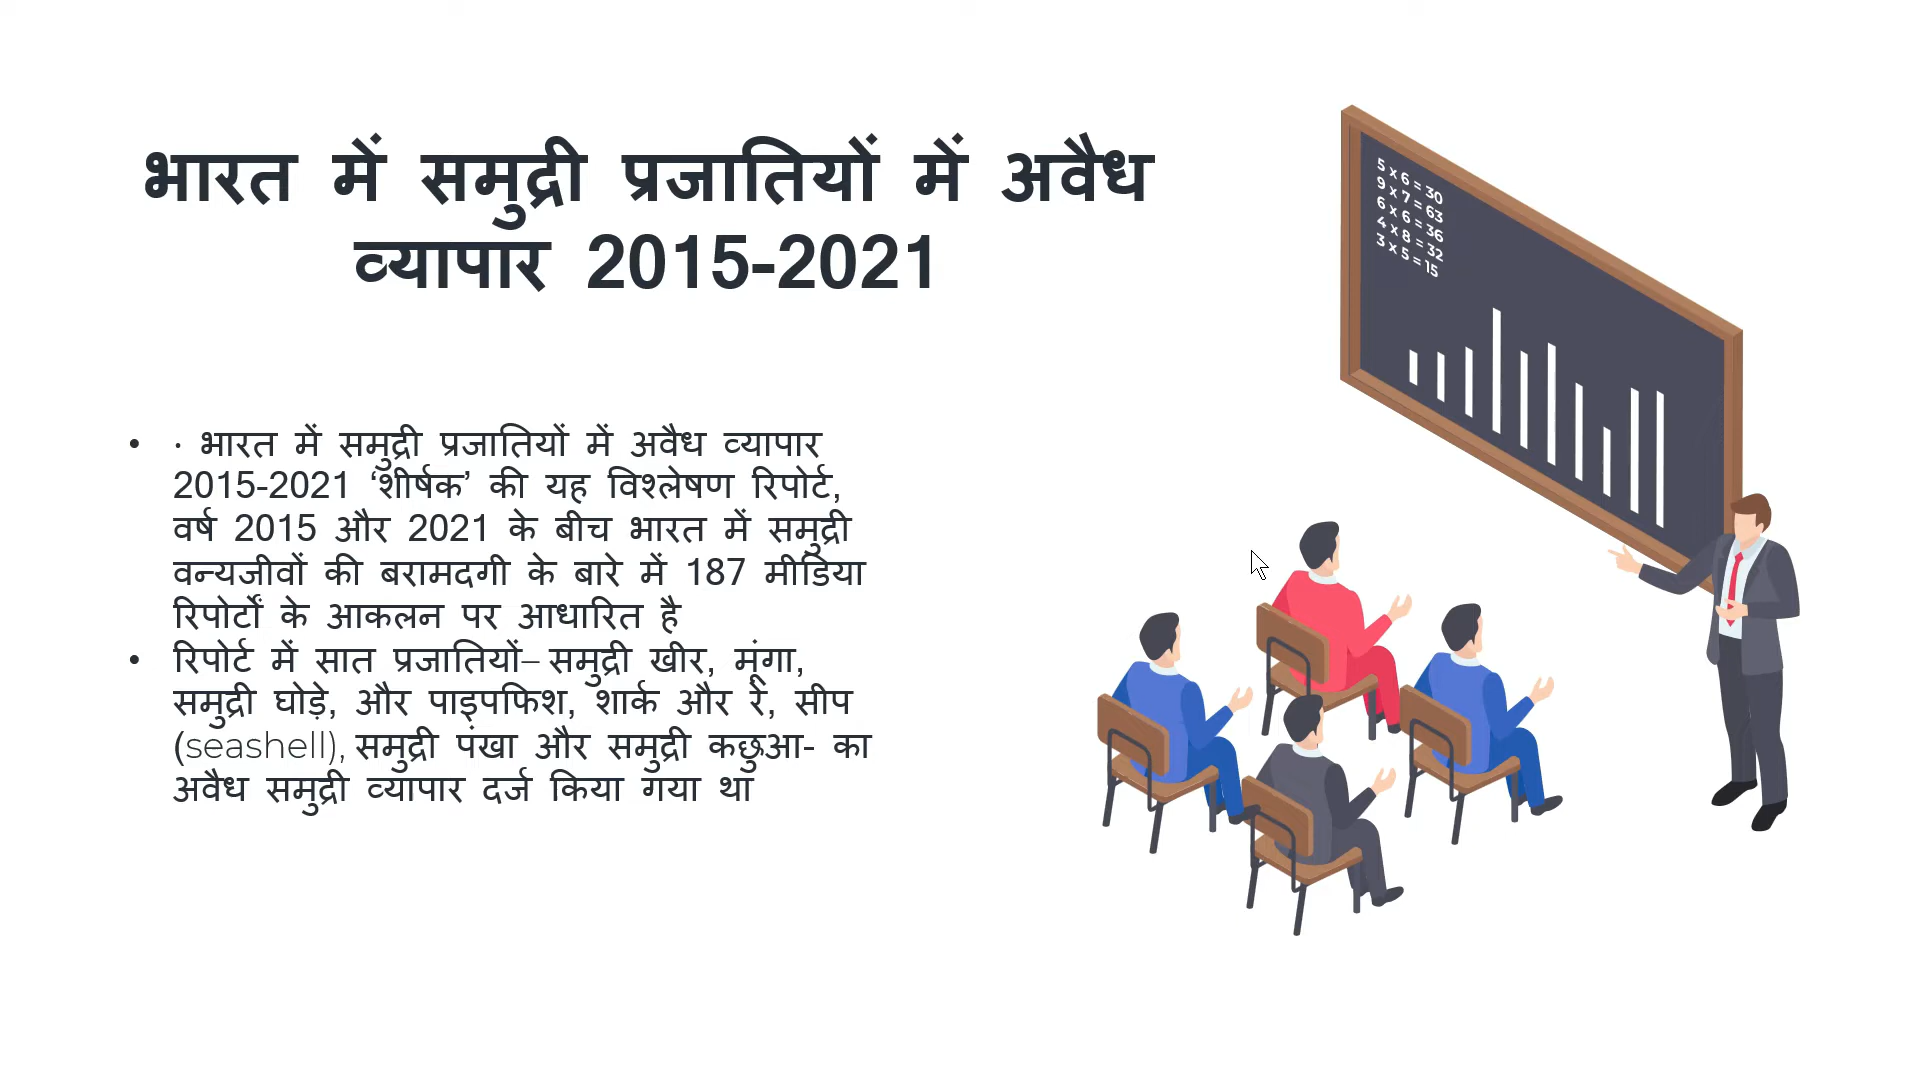 भारत में समुद्री प्रजातियों में अवैध
व्यापार 2015-2021
• · भारत में समुद्री प्रजातियों में अवैध व्यापार
2015-2021 ‘शीर्षक’ की यह विश्लेषण रिपोर्ट,
वर्ष 2015 और 2021 के बीच भारत में समुद्री
वन्यजीवों की बरामदगी के बारे में 187 मीडिया
रिपोर्टों के आकलन पर आधारित है
• रिपोर्ट में सात प्रजातियों– समुद्री खीर, मूंगा,
समुद्री घोड़े, और पाइपफिश, शार्क और रे, सीप
(seashell), समुद्री पंखा और समुद्री कछुआ- का
अवैध समुद्री व्यापार दर्ज किया गया था
5 x 6 = 30
9 x 7 = 63
6 x 6 = 36
4 x 8 = 32
3 x 5 = 15